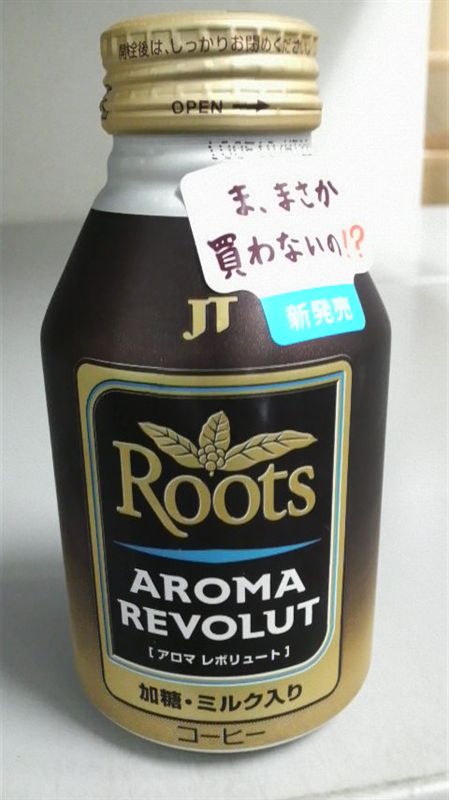 開栓後は、しっかりお閉めください
OPEN →
ま、まさか
買わないの!?
新発売
JT
Roots
AROMA
REVOLUT
[アロマ レボリュート]
加糖・ミルク入り
コーヒー